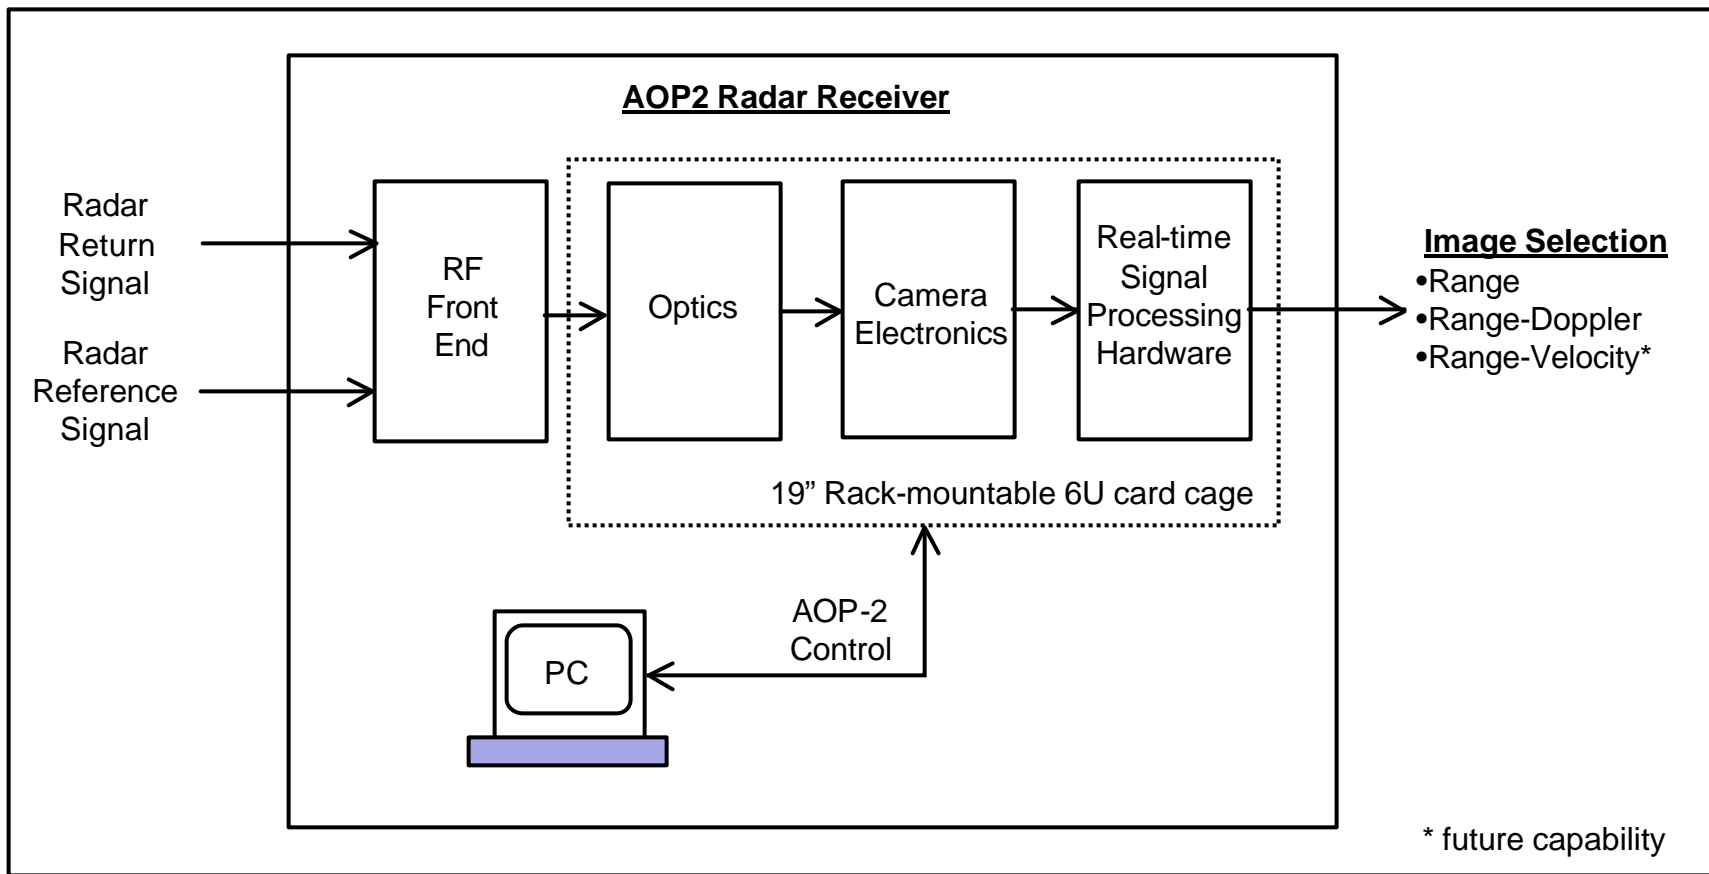 AOP2 Radar Receiver
Radar
Return
Signal
Radar
Reference
Signal
RF
Front
End
Optics
Camera
Electronics
Real-time
Signal
Processing
Hardware
19” Rack-mountable 6U card cage
AOP-2
Control
PC
Image Selection
•Range
•Range-Doppler
•Range-Velocity*
* future capability